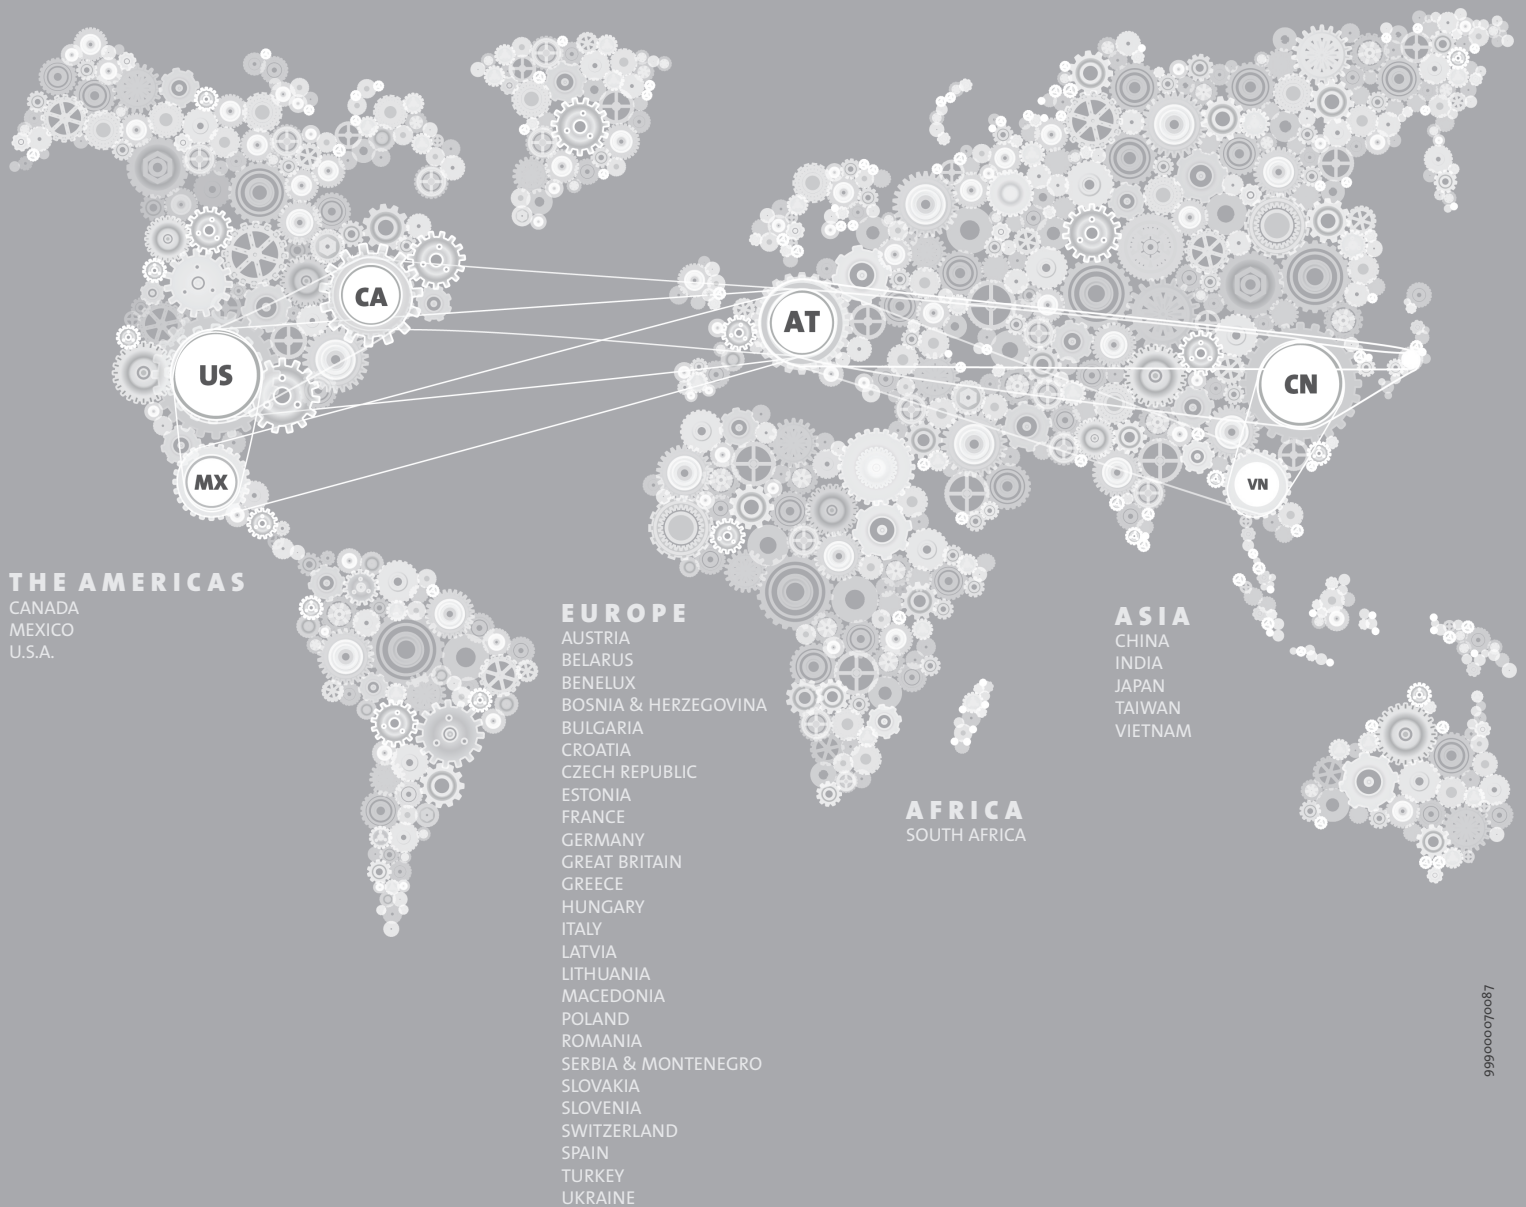 CA
AT
US
CN
MX
VN
THE AMERICAS
CANADA
MEXICO
U.S.A.
EUROPE
AUSTRIA
BELARUS
BENELUX
BOSNIA & HERZEGOVINA
BULGARIA
CROATIA
CZECH REPUBLIC
ESTONIA
FRANCE
GERMANY
GREAT BRITAIN
GREECE
HUNGARY
ITALY
LATVIA
LITHUANIA
MACEDONIA
POLAND
ROMANIA
SERBIA & MONTENEGRO
SLOVAKIA
SLOVENIA
SWITZERLAND
SPAIN
TURKEY
UKRAINE
AFRICA
SOUTH AFRICA
ASIA
CHINA
INDIA
JAPAN
TAIWAN
VIETNAM
999000070087